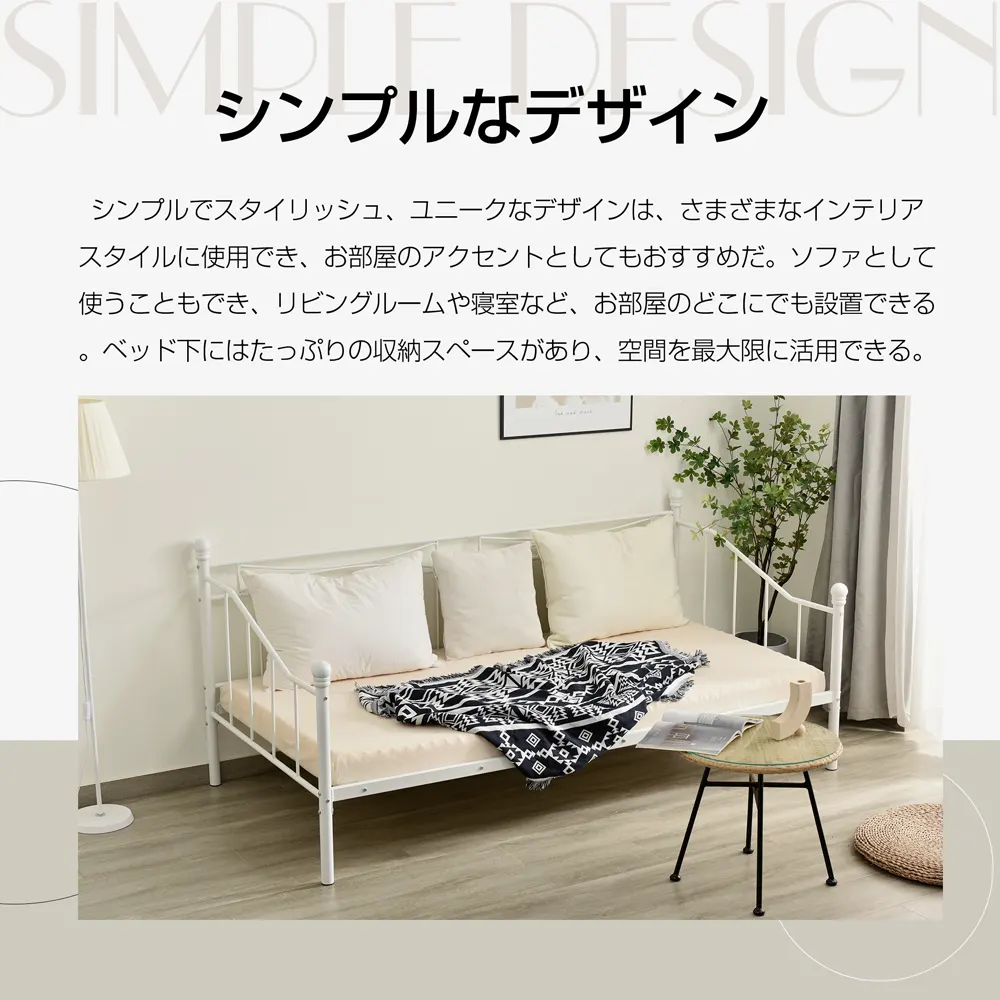 SIMPLE DESIGN
シンプルなデザイン
シンプルでスタイリッシュ、ユニークなデザインは、さまざまなインテリア
スタイルに使用でき、お部屋のアクセントとしてもおすすめだ。ソファとして
使うこともでき、リビングルームや寝室など、お部屋のどこにでも設置できる
。ベッド下にはたっぷりの収納スペースがあり、空間を最大限に活用できる。